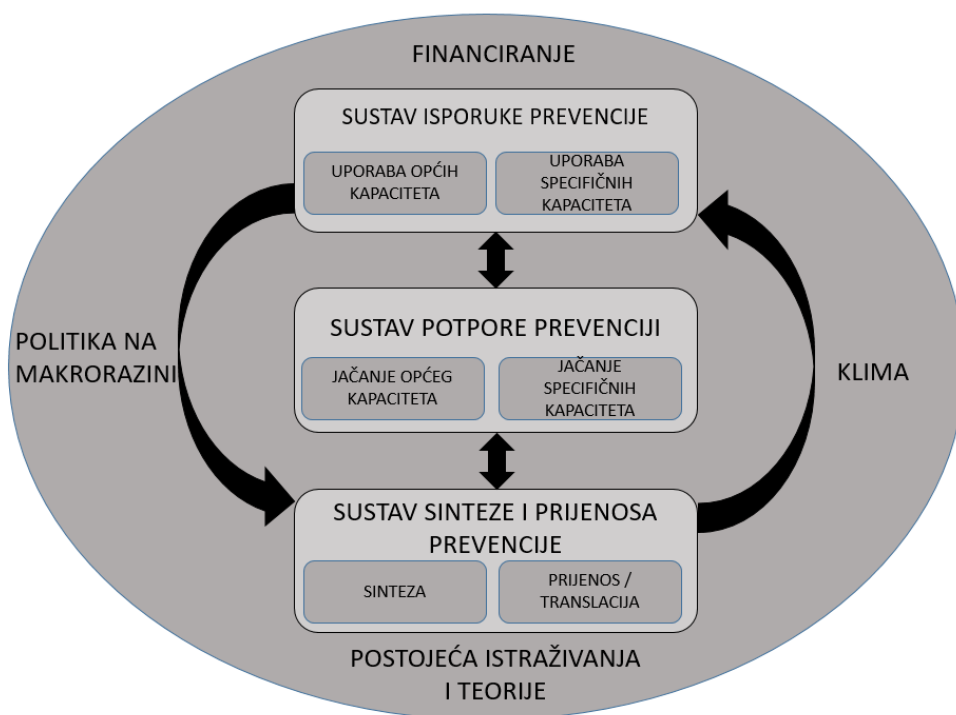 FINANCIRANJE
SUSTAV ISPORUKE PREVENCIJE
UPORABA OPĆIH
KAPACITETA
UPORABA
SPECIFIČNIH
KAPACITETA
POLITIKA NA
MAKRORAZINI
SUSTAV POTPORE PREVENCIJI
JAČANJE OPĆEG
KAPACITETA
JAČANJE
SPECIFIČNIH
KAPACITETA
KLIMA
SUSTAV SINTEZE I PRIJENOSA
PREVENCIJE
SINTEZA
PRIJENOS /
TRANSLACIJA
POSTOJEĆA ISTRAŽIVANJA
I TEORIJE